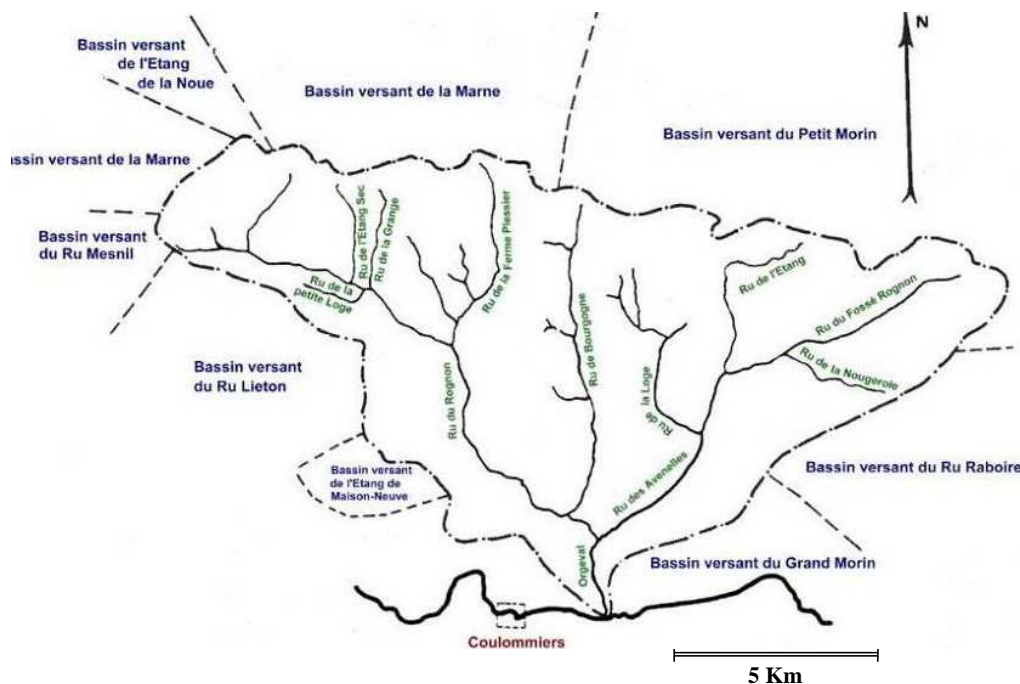 N
Bassin versant
de l'Etang
de la Noue
Bassin versant de la Marne
Bassin versant du Petit Morin
assin versant de la Marne
Bassin versant
du Ru Mesnil
Ru de l'Etang Sec
Ru de la Grange
Ru de la Ferme Plessier
Ru de la
petite Loge
Ru de l'Etang
Ru du Fossé Rognon
Ru de la Nougerole
Ru de Bourgogne
Bassin versant
du Ru Lieton
Ru du Rognon
Ru de la Loge
Bassin versant
de l'Etang de
Maison-Neuve
Bassin versant du Ru Raboire
Ru des Avenelles
Orgeval
Bassin versant du Grand Morin
Coulommiers
5 Km